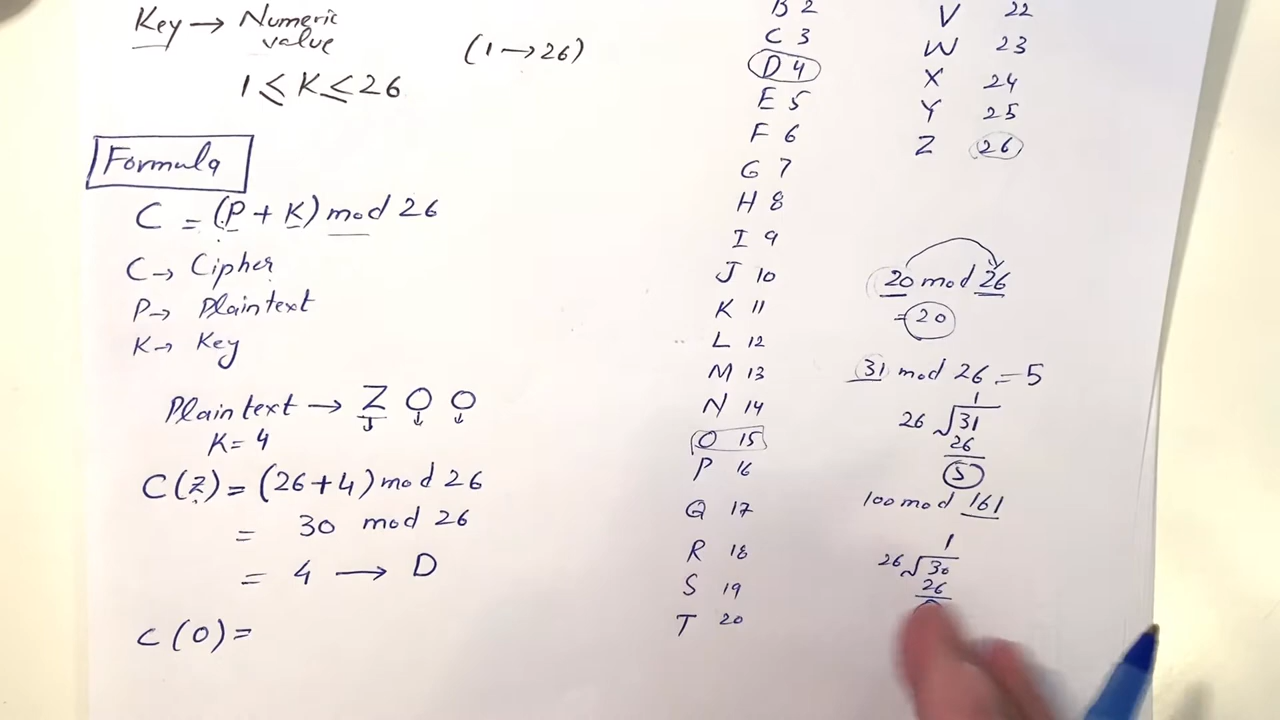 Key → Numeric
value
(1 → 26)
1 ≤ K ≤ 26
Formula
C = (P + K) mod 26
C → Cipher
P → Plaintext
K → Key
Plaintext → Z O O
K = 4
C(Z) = (26+4) mod 26
= 30 mod 26
= 4 → D
C(O) =
B 2
C 3
D 4
E 5
F 6
G 7
H 8
I 9
J 10
K 11
L 12
M 13
N 14
O 15
P 16
Q 17
R 18
S 19
T 20
V 22
W 23
X 24
Y 25
Z 26
20 mod 26
= 20
31 mod 26 = 5
1
26 √31
26
5
100 mod 161
1
26 √30
26